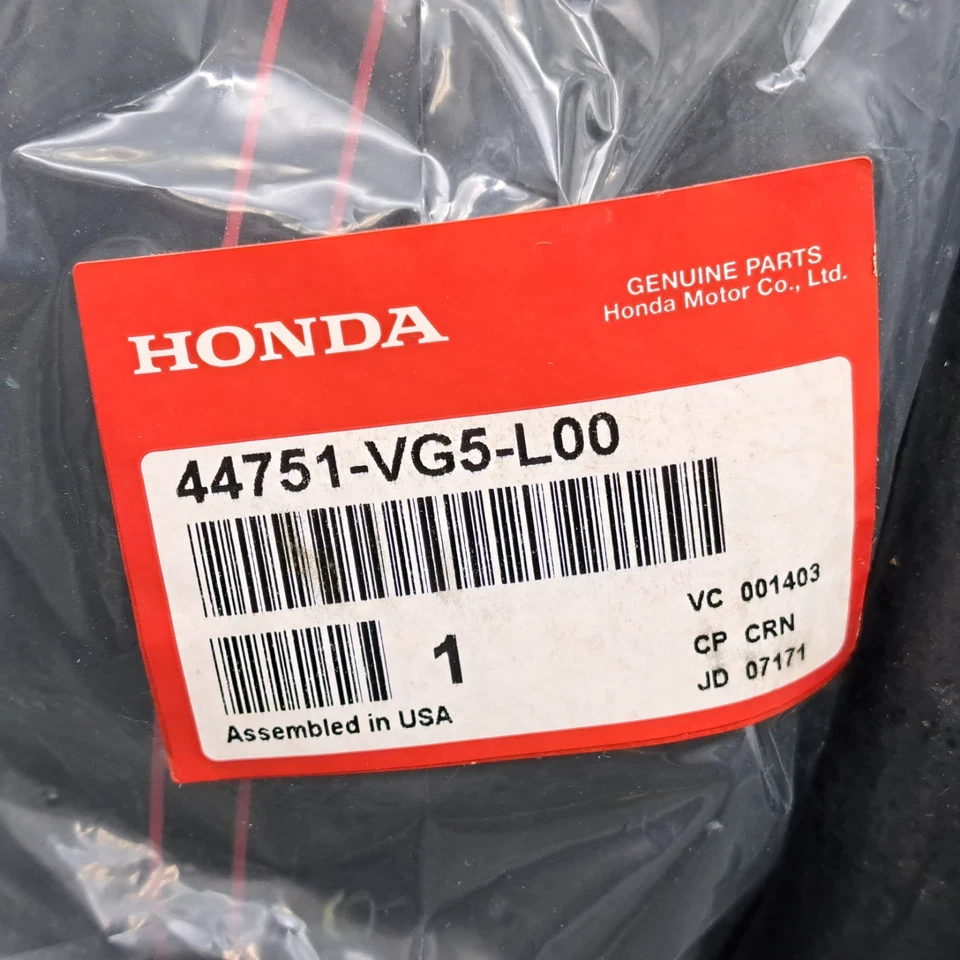 HONDA
GENUINE PARTS
Honda Motor Co., Ltd.
44751-VG5-L00
1
VC 001403
CP CRN
JD 07171
Assembled in USA